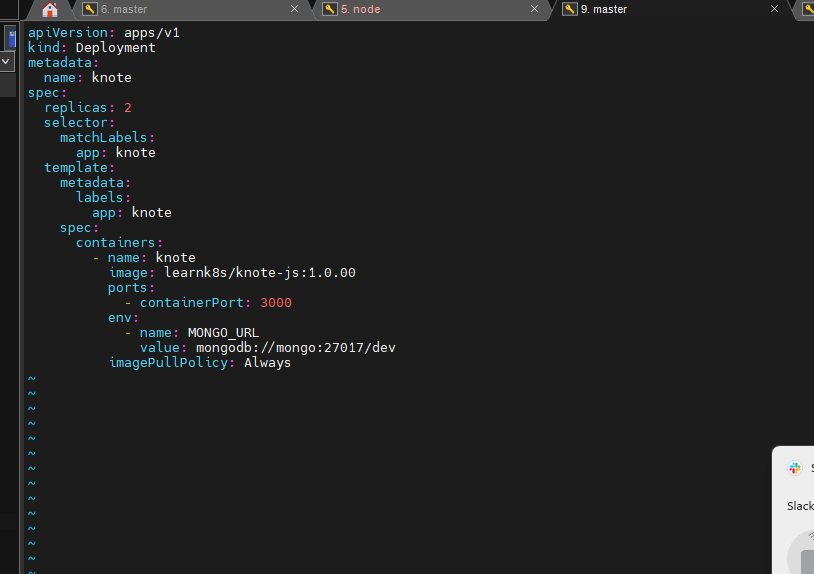 6. master
5. node
9. master
apiVersion: apps/v1
kind: Deployment
metadata:
  name: knote
spec:
  replicas: 2
  selector:
    matchLabels:
      app: knote
  template:
    metadata:
      labels:
        app: knote
    spec:
      containers:
        - name: knote
          image: learnk8s/knote-js:1.0.00
          ports:
            - containerPort: 3000
          env:
            - name: MONGO_URL
              value: mongodb://mongo:27017/dev
          imagePullPolicy: Always
~
~
~
~
~
~
~
~
~
~
~
~
~
~
S
Slack